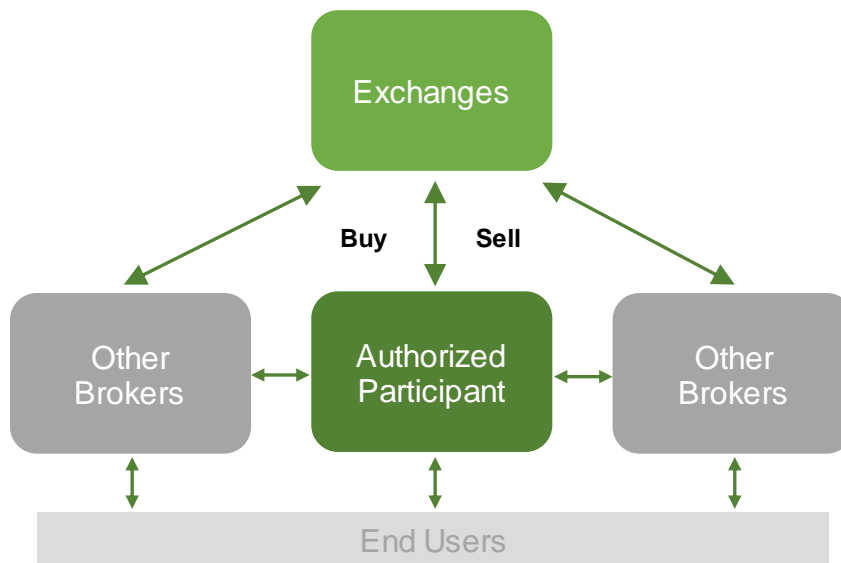 Exchanges
Buy
Sell
Other
Brokers
Authorized
Participant
Other
Brokers
End Users